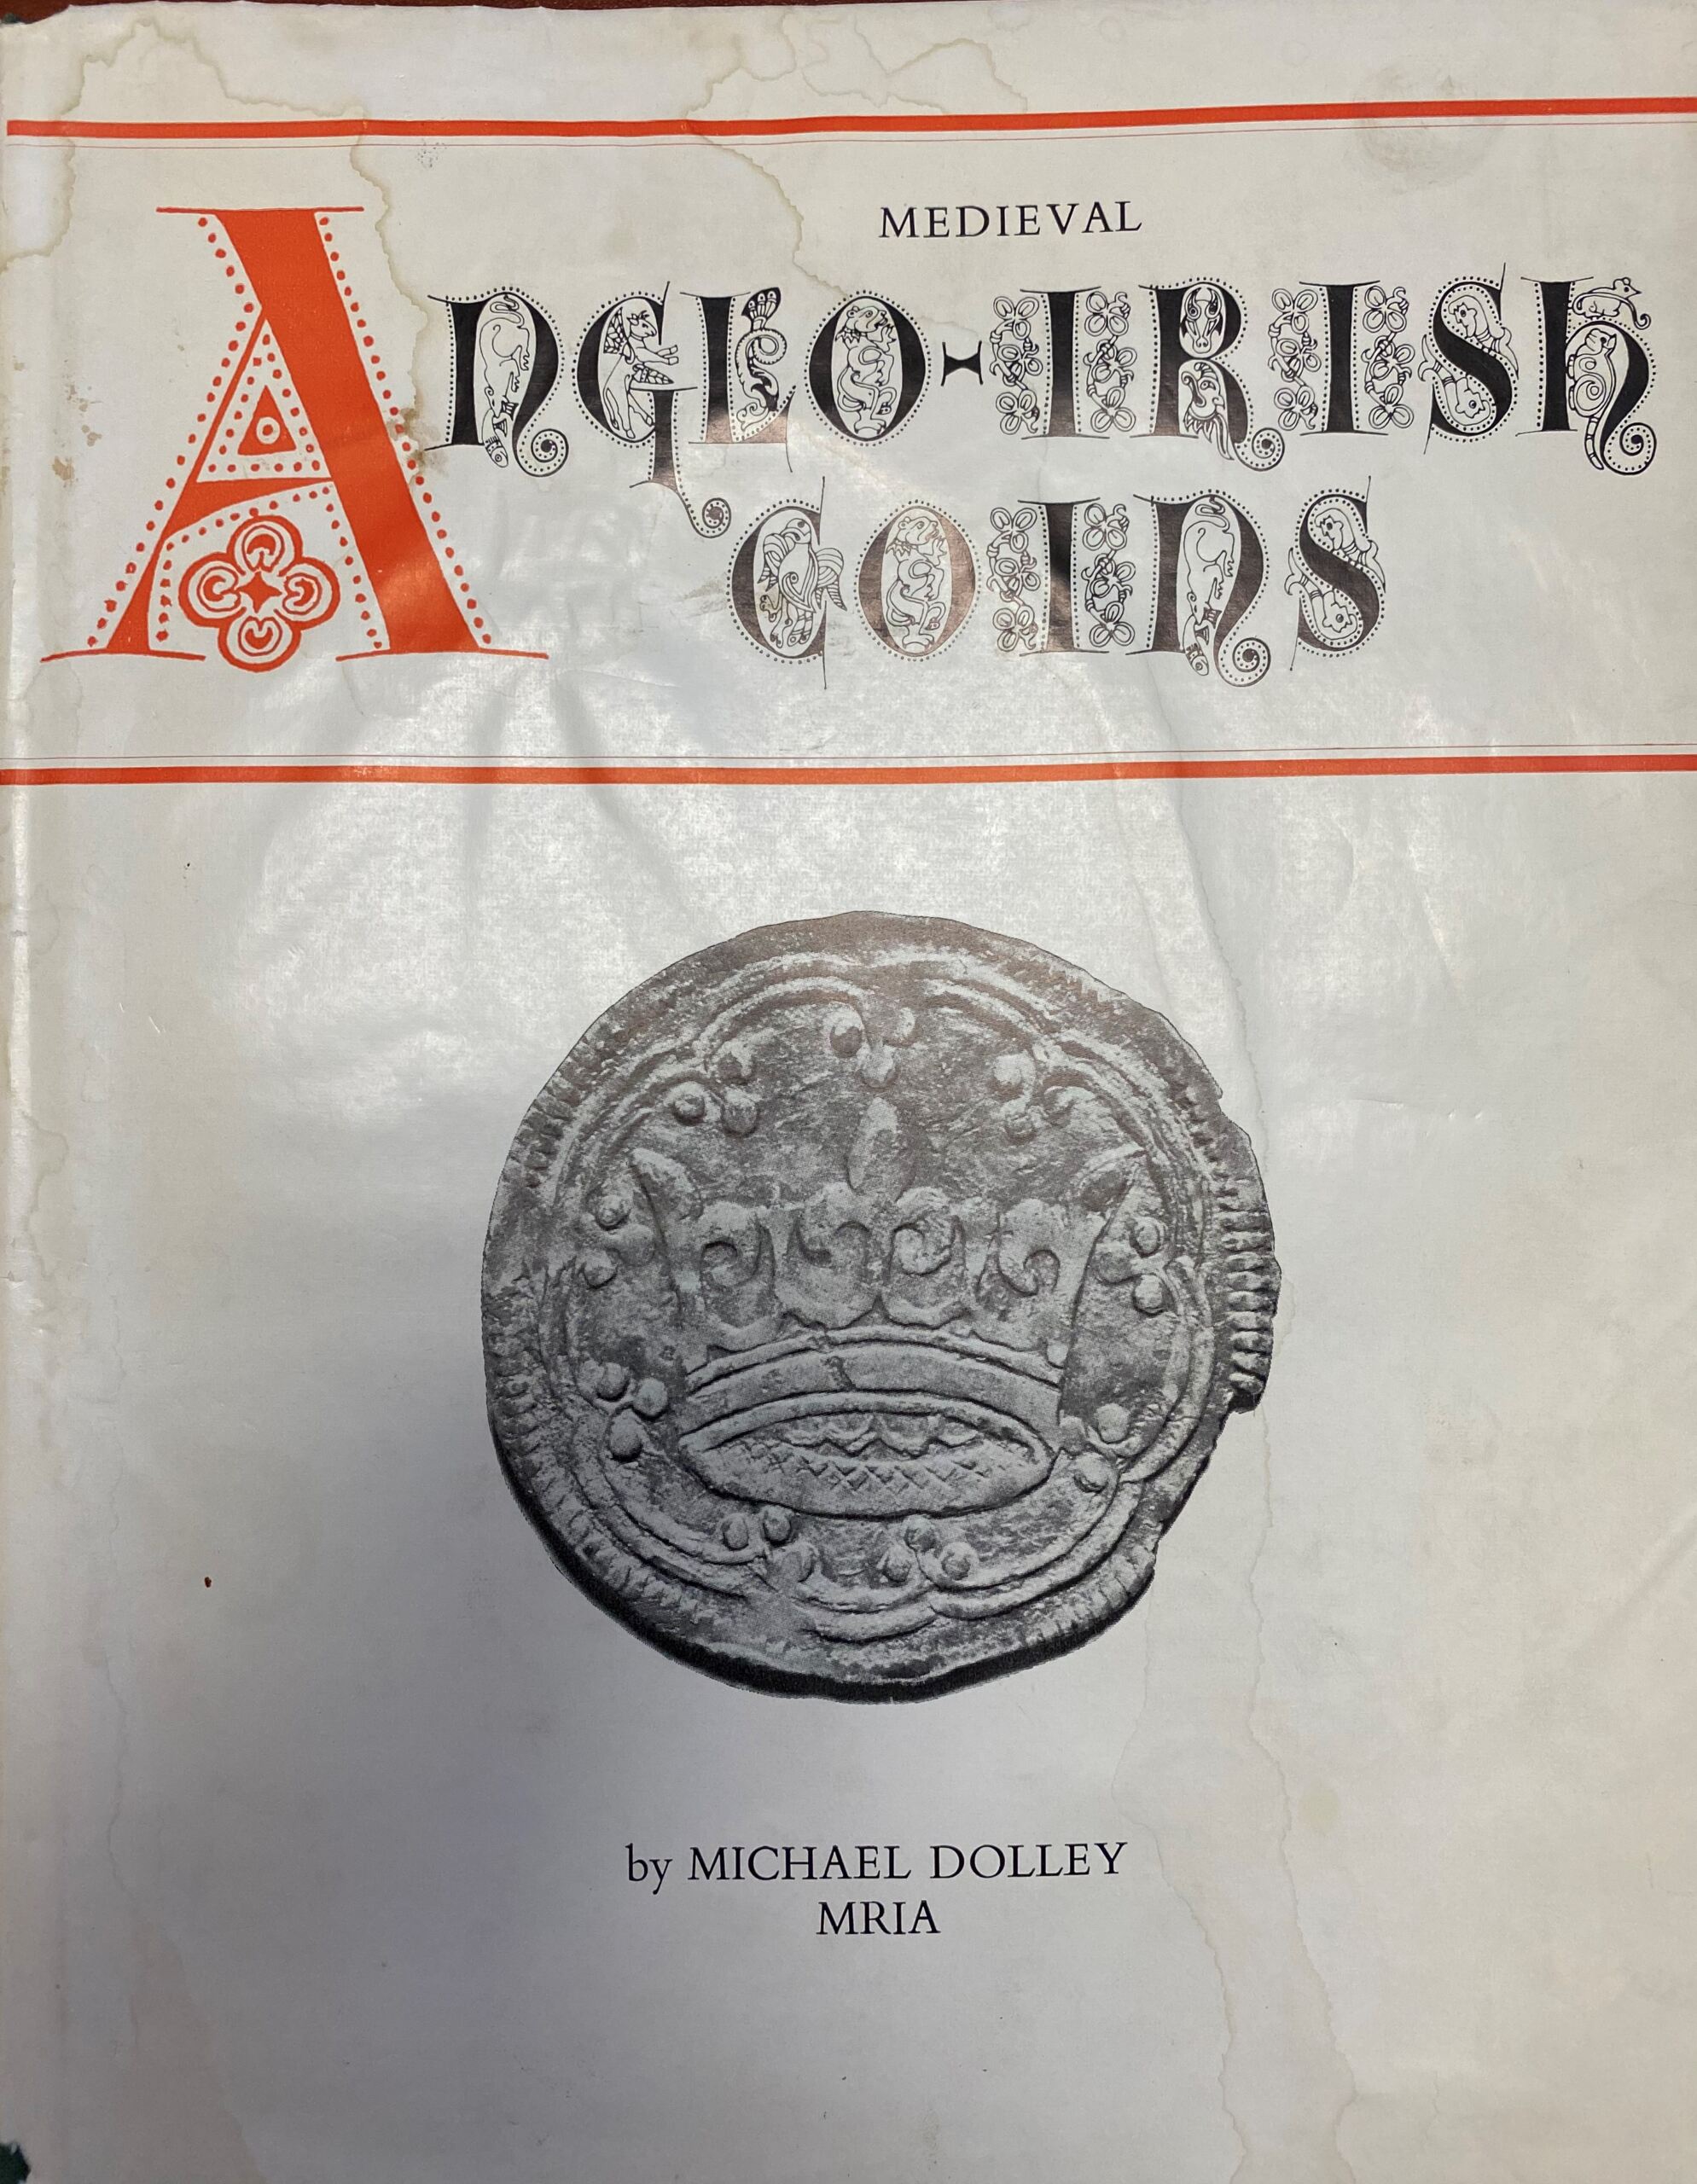 MEDIEVAL
ANGLO-IRISH
COINS
by MICHAEL DOLLEY
MRIA